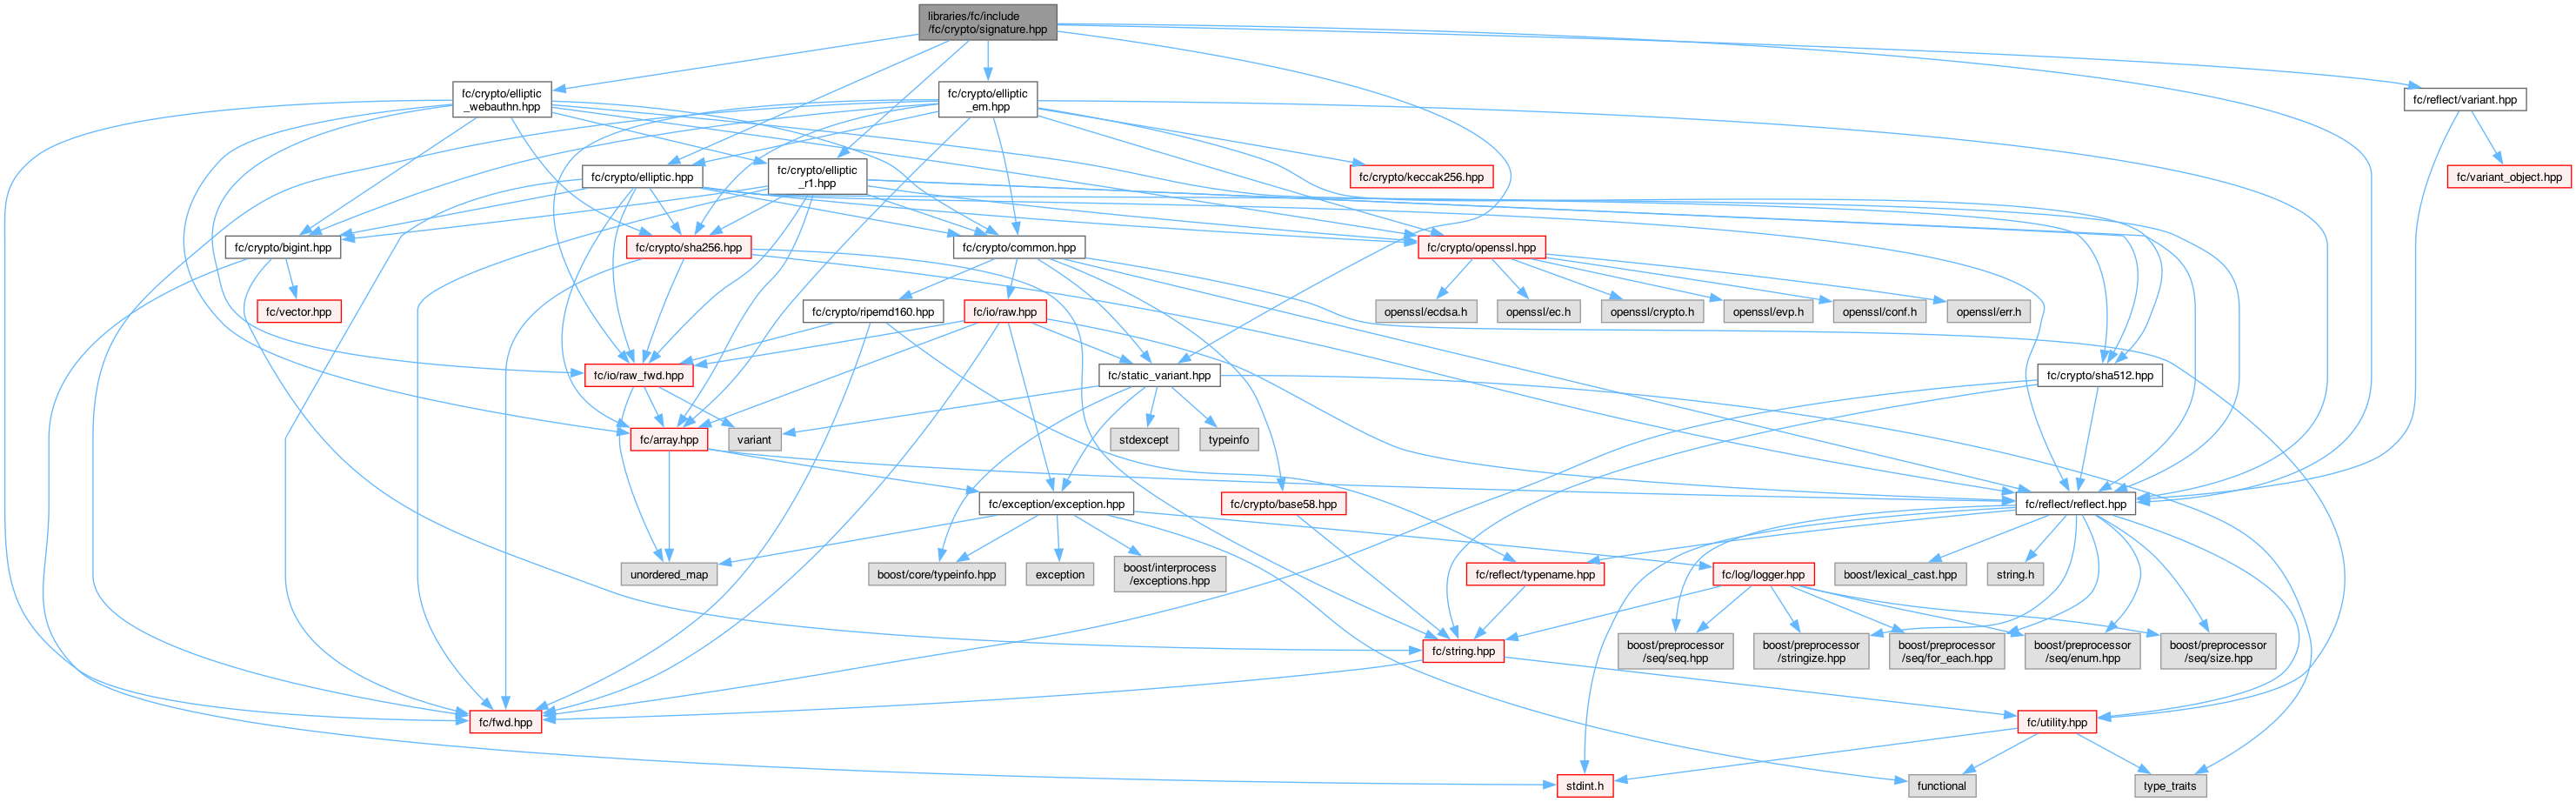 libraries/fc/include
/fc/crypto/signature.hpp
fc/crypto/elliptic
_webauthn.hpp
fc/crypto/elliptic
_em.hpp
fc/reflect/variant.hpp
fc/crypto/elliptic.hpp
fc/crypto/elliptic
_r1.hpp
fc/crypto/keccak256.hpp
fc/variant_object.hpp
fc/crypto/bigint.hpp
fc/crypto/sha256.hpp
fc/crypto/common.hpp
fc/crypto/openssl.hpp
fc/vector.hpp
fc/crypto/ripemd160.hpp
fc/io/raw.hpp
openssl/ecdsa.h
openssl/ec.h
openssl/crypto.h
openssl/evp.h
openssl/conf.h
openssl/err.h
fc/io/raw_fwd.hpp
fc/static_variant.hpp
fc/crypto/sha512.hpp
fc/array.hpp
variant
stdexcept
typeinfo
fc/exception/exception.hpp
fc/crypto/base58.hpp
fc/reflect/reflect.hpp
unordered_map
boost/core/typeinfo.hpp
exception
boost/interprocess
/exceptions.hpp
fc/reflect/typename.hpp
fc/log/logger.hpp
boost/lexical_cast.hpp
string.h
fc/string.hpp
boost/preprocessor
/seq/seq.hpp
boost/preprocessor
/stringize.hpp
boost/preprocessor
/seq/for_each.hpp
boost/preprocessor
/seq/enum.hpp
boost/preprocessor
/seq/size.hpp
fc/fwd.hpp
fc/utility.hpp
stdint.h
functional
type_traits